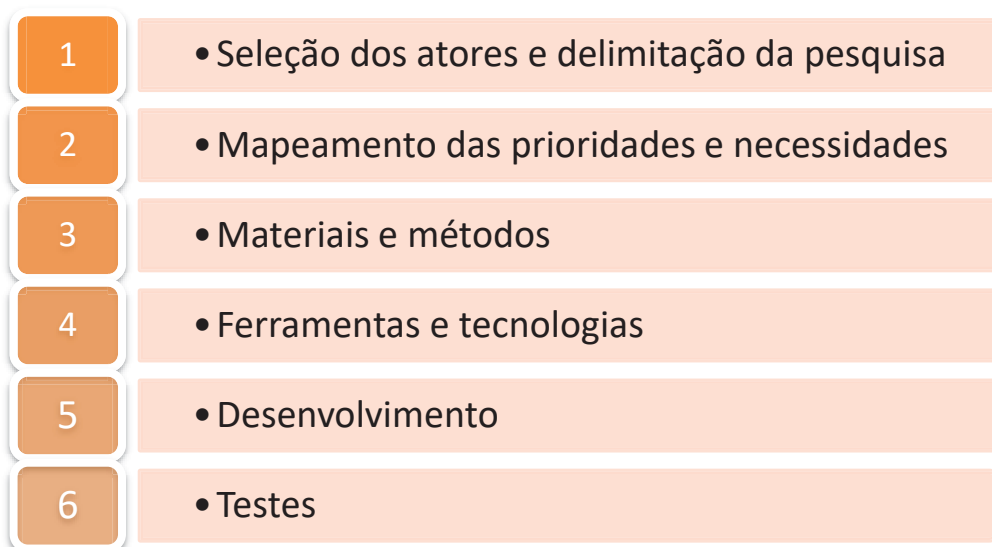 1 • Seleção dos atores e delimitação da pesquisa
2 • Mapeamento das prioridades e necessidades
3 • Materiais e métodos
4 • Ferramentas e tecnologias
5 • Desenvolvimento
6 • Testes